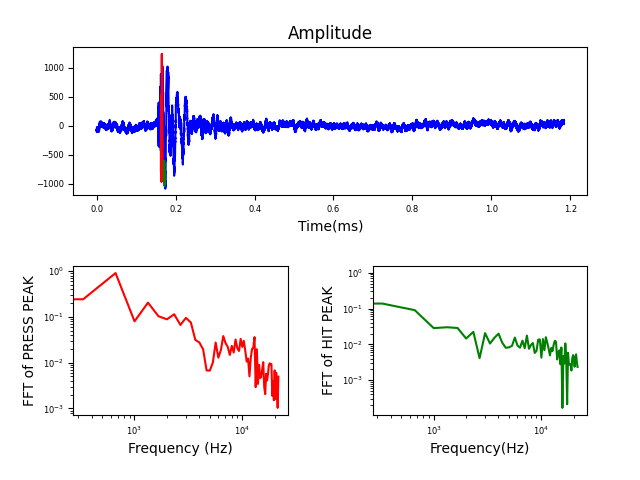 Amplitude
1000
500
0
−500
−1000
0.0 0.2 0.4 0.6 0.8 1.0 1.2
Time(ms)
FFT of PRESS PEAK
10⁰
10⁻¹
10⁻²
10⁻³
10³ 10⁴
Frequency (Hz)
FFT of HIT PEAK
10⁰
10⁻¹
10⁻²
10⁻³
10³ 10⁴
Frequency(Hz)